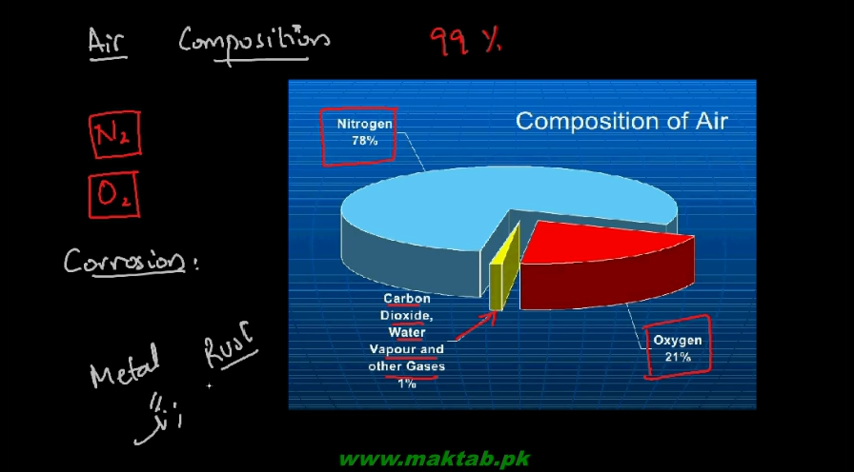 Air Composition 99 %
Composition of Air
Nitrogen
78%
N2
O2
Corrosion:
Carbon
Dioxide,
Water
Vapour and
other Gases
1%
Oxygen
21%
Metal Rust
www.maktab.pk